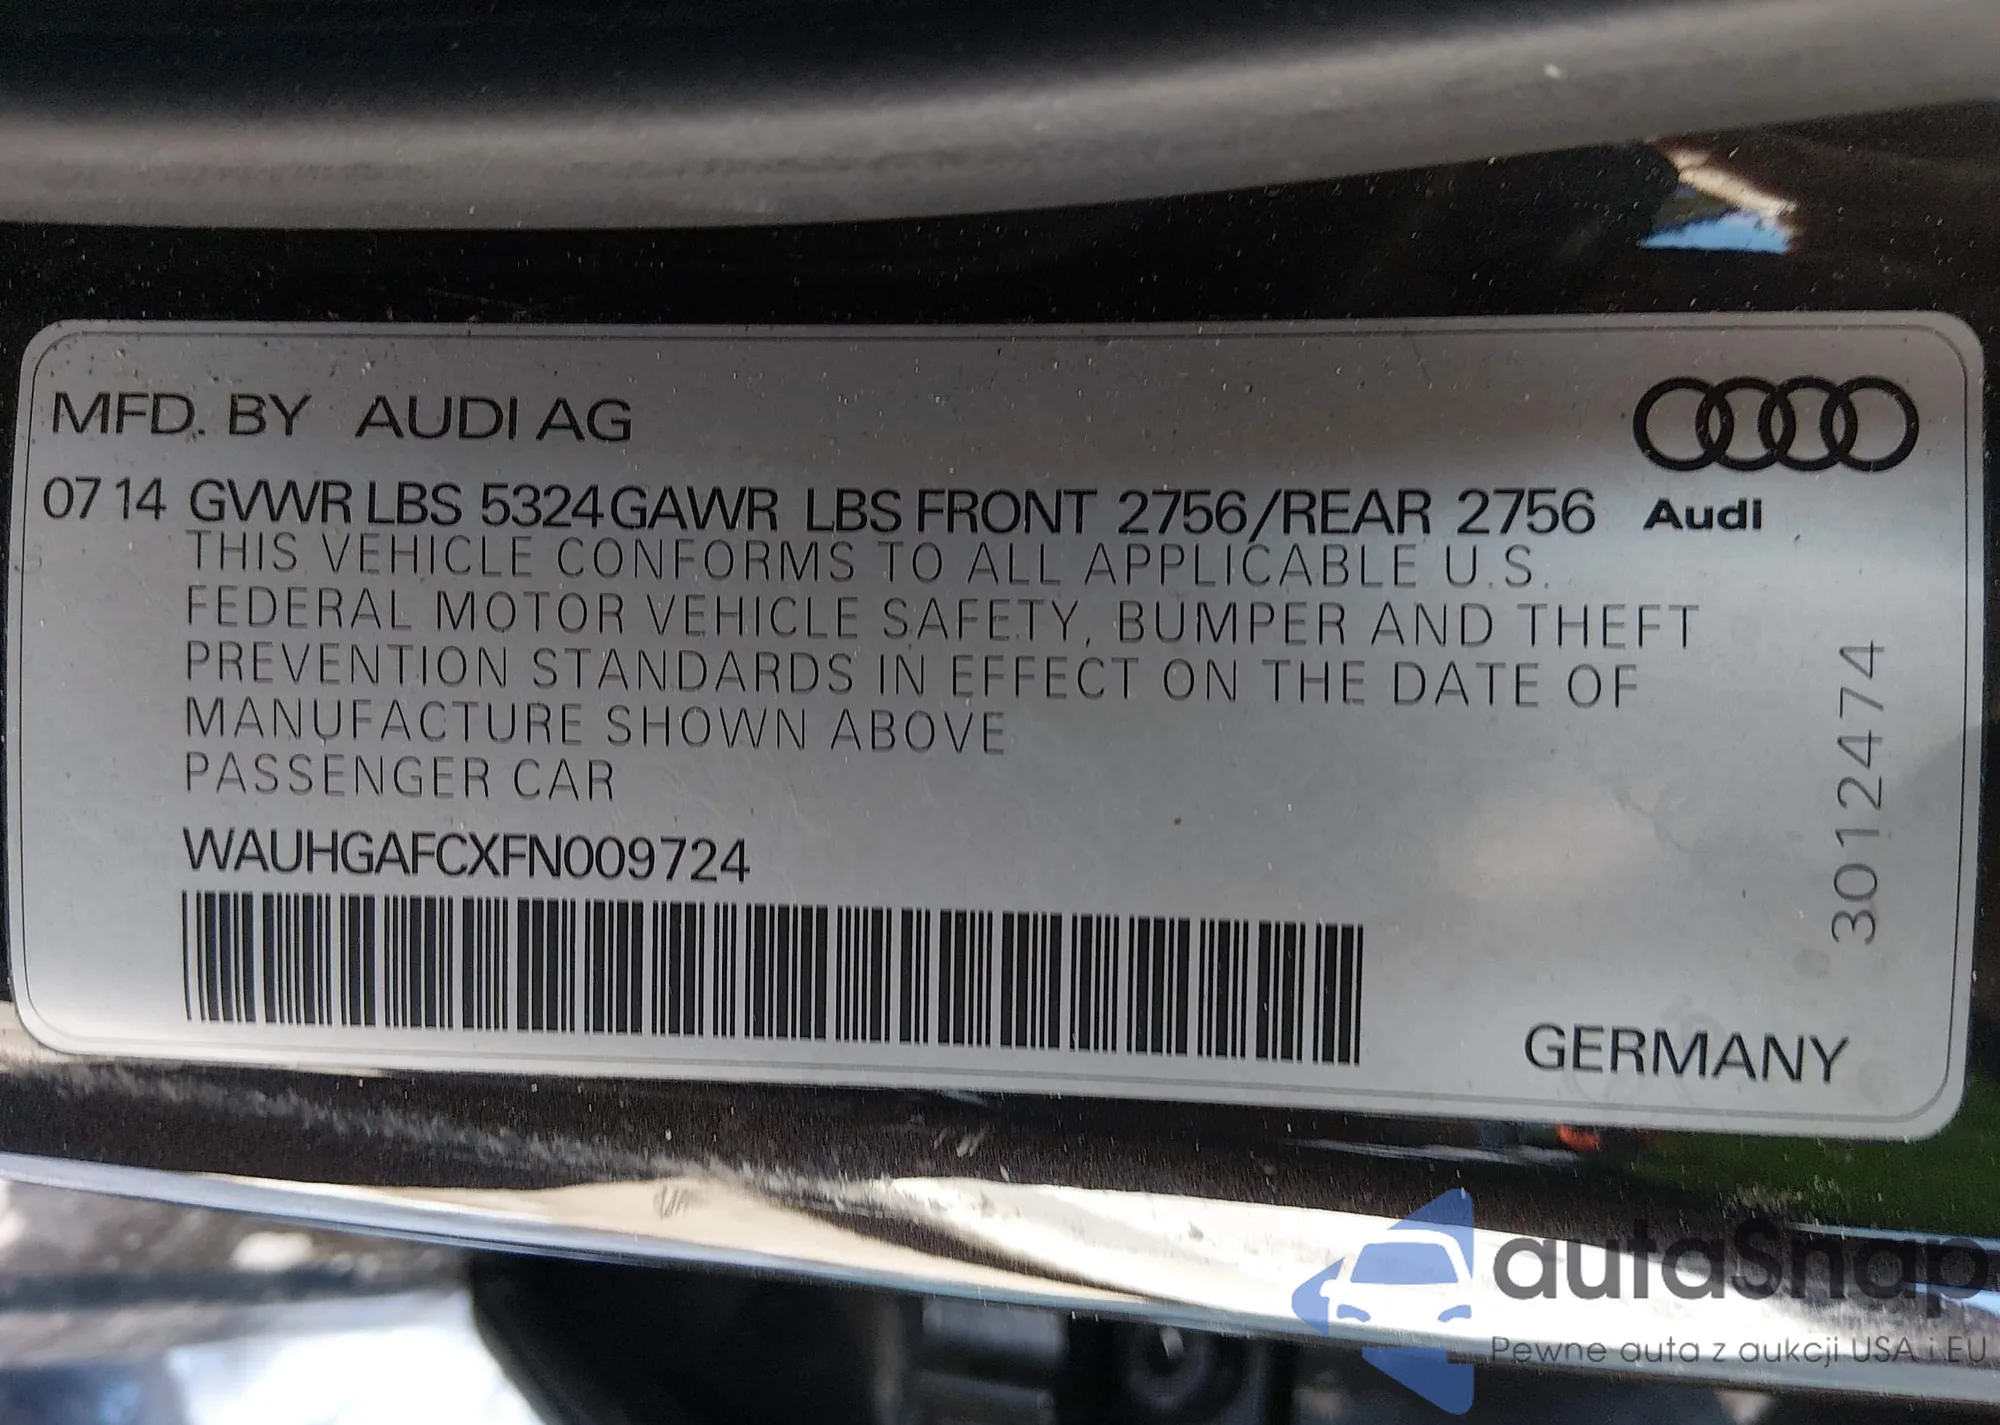 MFD. BY AUDI AG
07 14 GVWR LBS 5324 GAWR LBS FRONT 2756/REAR 2756
Audi
THIS VEHICLE CONFORMS TO ALL APPLICABLE U.S.
FEDERAL MOTOR VEHICLE SAFETY, BUMPER AND THEFT
PREVENTION STANDARDS IN EFFECT ON THE DATE OF
MANUFACTURE SHOWN ABOVE
PASSENGER CAR
WAUHGAFCXFN009724
3012474
GERMANY
autaSnap
Pewne auta z aukcji USA i EU